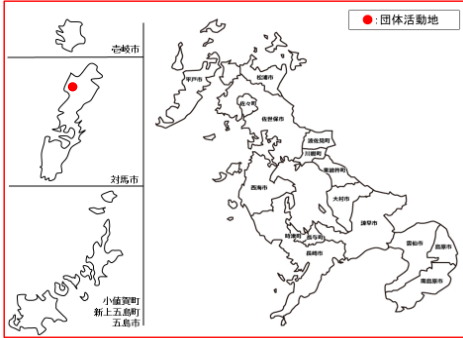 ●:団体活動地
壱岐市
対馬市
小値賀町
新上五島町
五島市
平戸市
松浦市
佐々町
佐世保市
波佐見町
川棚町
東彼杵町
西海市
大村市
諫早市
時津町
長与町
長崎市
雲仙市
島原市
南島原市